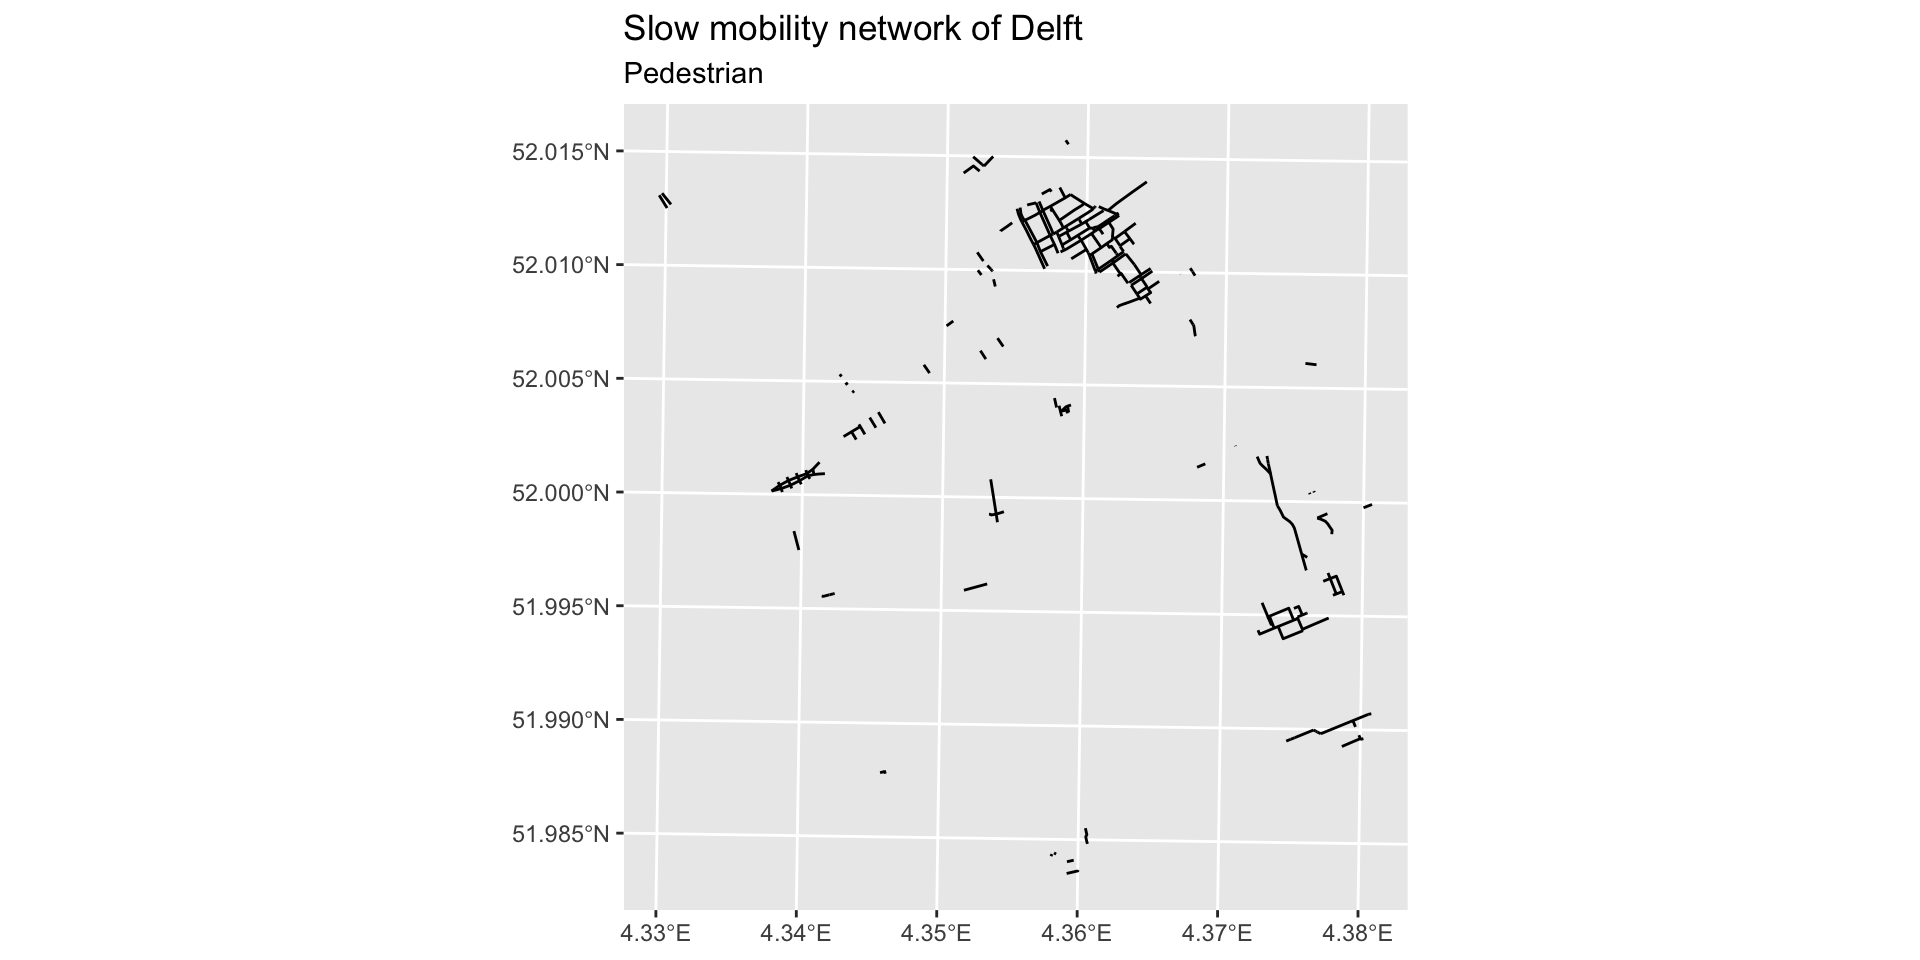 Slow mobility network of Delft
Pedestrian
52.015°N
52.010°N
52.005°N
52.000°N
51.995°N
51.990°N
51.985°N
4.33°E 4.34°E 4.35°E 4.36°E 4.37°E 4.38°E